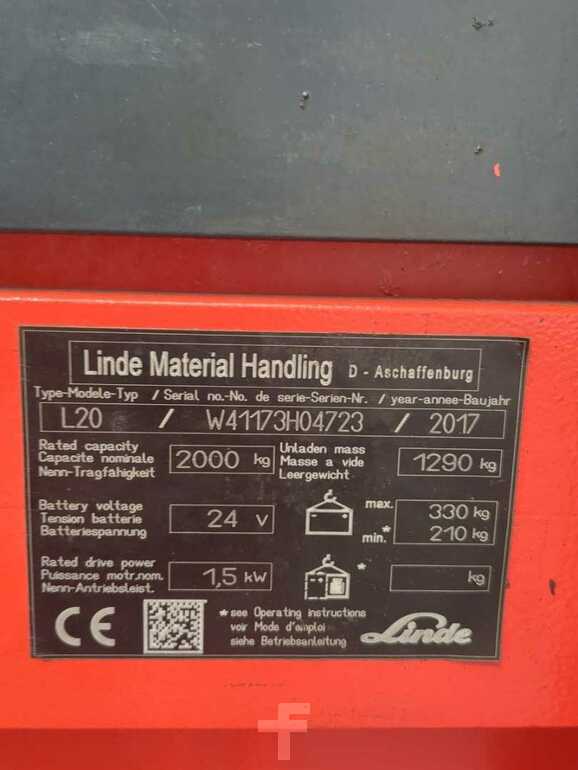 Linde Material Handling D - Aschaffenburg
Type-Modele-Typ / Serial no.-No. de serie-Serien-Nr. / year-annee-Baujahr
L20 / W41173H04723 / 2017
Rated capacity
Capacite nominale
Nenn-Tragfähigkeit
2000 kg
Unladen mass
Masse a vide
Leergewicht
1290 kg
Battery voltage
Tension batterie
Batteriespannung
24 v
max. 330 kg
min.* 210 kg
Rated drive power
Puissance motr.nom.
Nenn-Antriebsleist.
1,5 kW
* kg
CE
*see Operating instructions
voir Mode d'emploi
siehe Betriebsanleitung
Linde